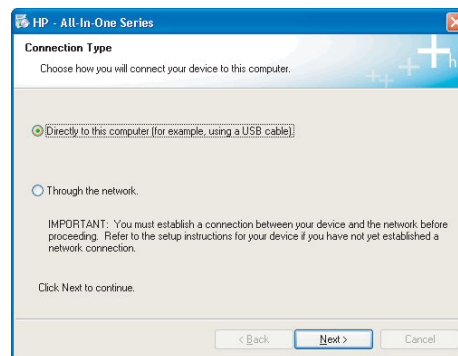 HP - All-In-One Series
Connection Type
Choose how you will connect your device to this computer.
Directly to this computer (for example, using a USB cable).
Through the network.
IMPORTANT: You must establish a connection between your device and the network before
proceeding. Refer to the setup instructions for your device if you have not yet established a
network connection.
Click Next to continue.
< Back
Next >
Cancel